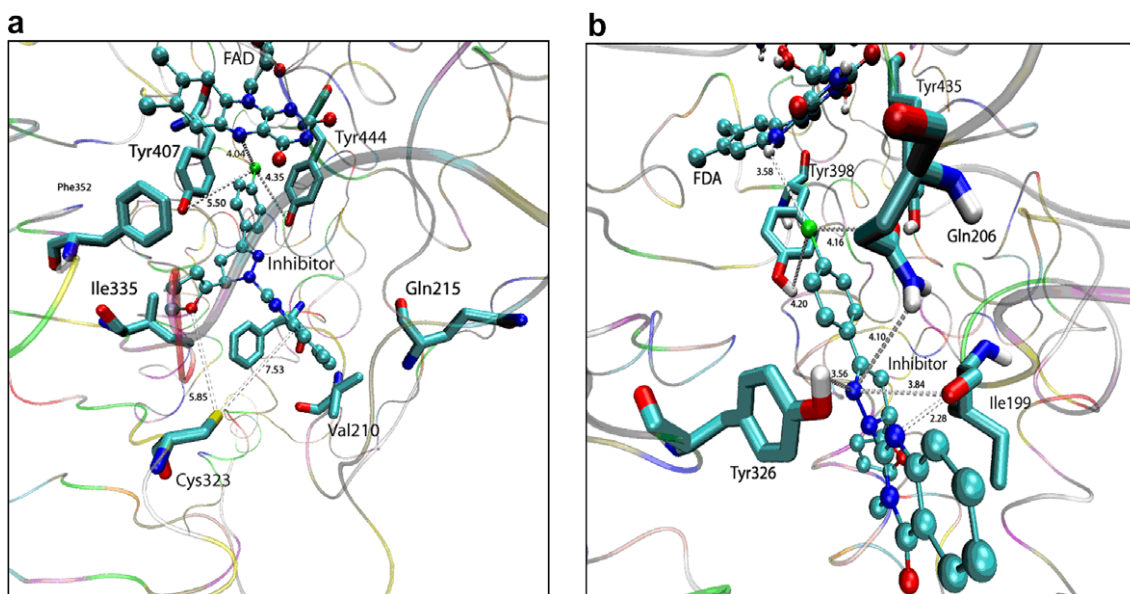 a
FAD
Tyr407
Tyr444
4.04
4.35
5.50
Phe352
Inhibitor
Ile335
Gln215
7.53
5.85
Val210
Cys323
b
Tyr435
FDA
3.58
Tyr398
Gln206
4.16
4.20
4.10
Inhibitor
3.56
3.84
Ile199
2.28
Tyr326